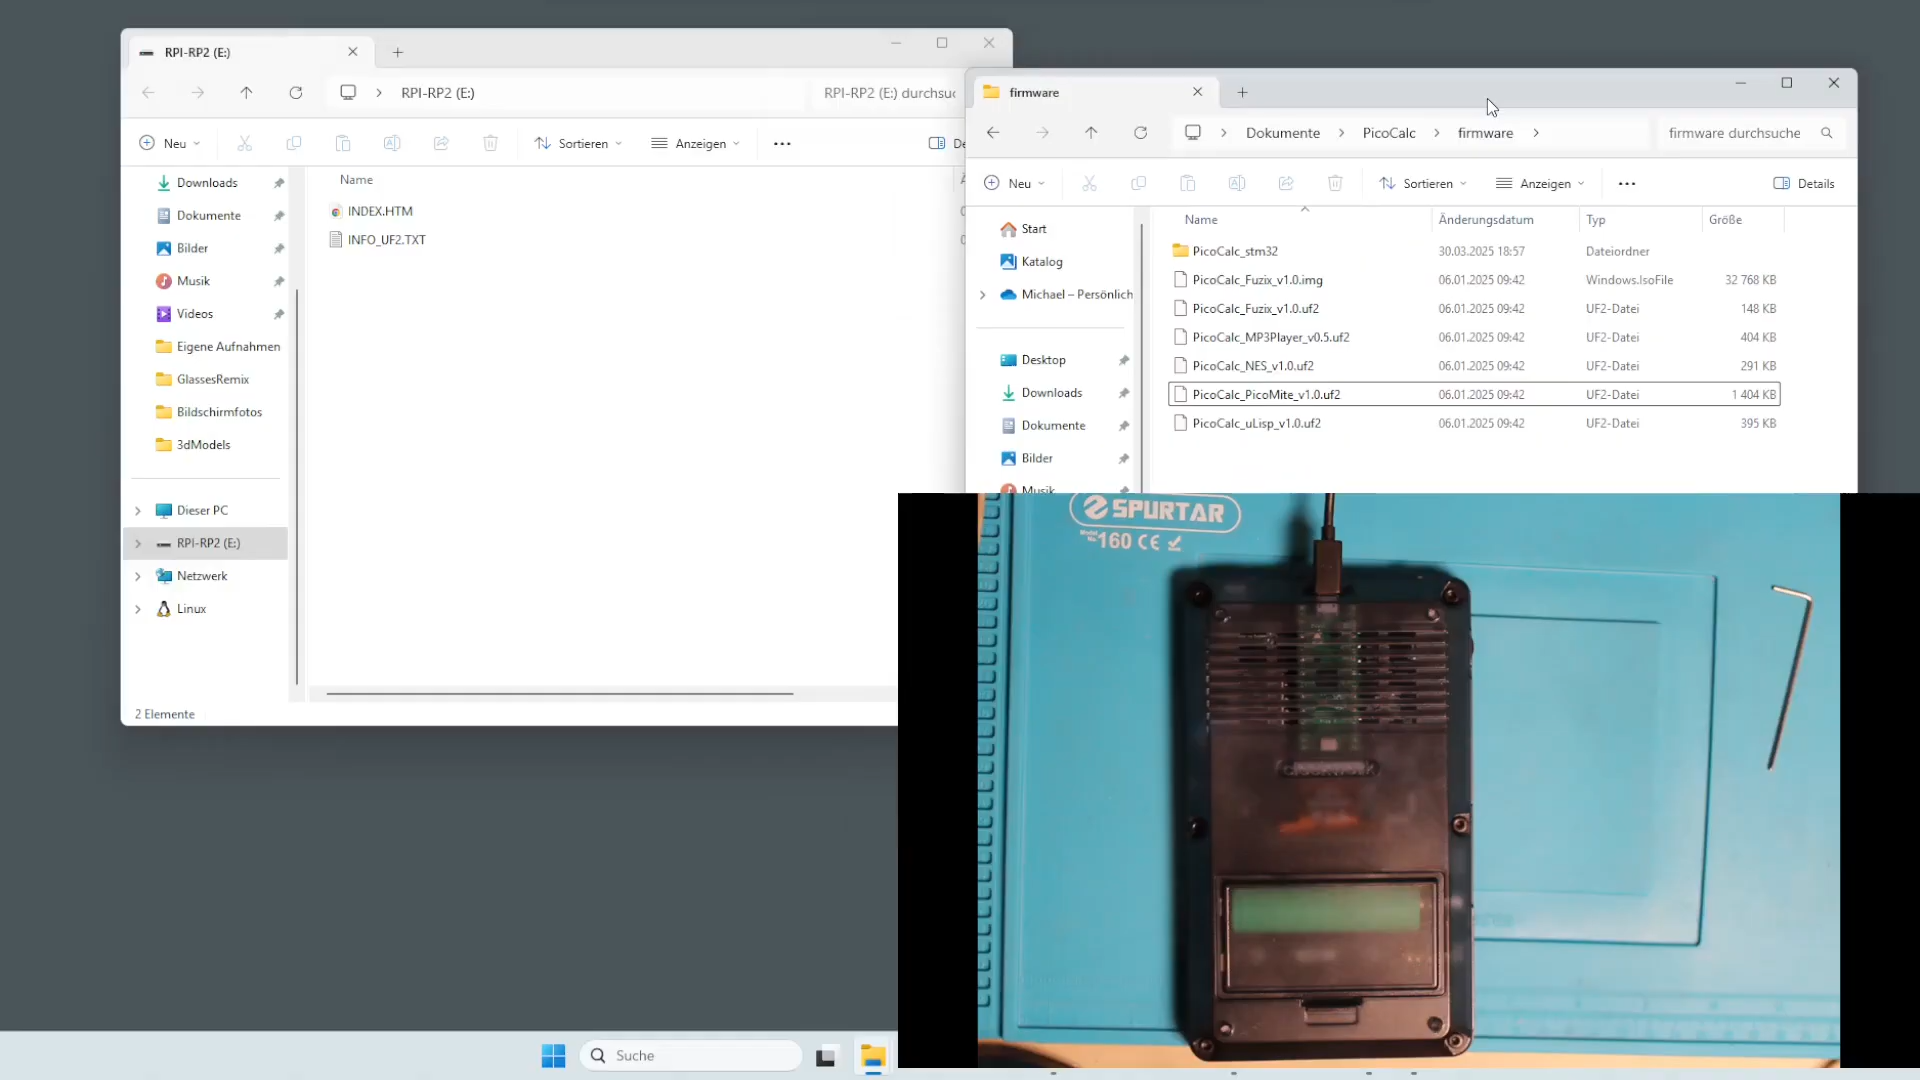 RPI-RP2 (E:)
RPI-RP2 (E:)
RPI-RP2 (E:) durchsuc
Neu
Sortieren
Anzeigen
De
Downloads
Dokumente
Bilder
Musik
Videos
Eigene Aufnahmen
GlassesRemix
Bildschirmfotos
3dModels
Dieser PC
RPI-RP2 (E:)
Netzwerk
Linux
Name
INDEX.HTM
INFO_UF2.TXT
2 Elemente
firmware
Dokumente > PicoCalc > firmware >
firmware durchsuche
Neu
Sortieren
Anzeigen
Details
Start
Katalog
Michael – Persönlich
Desktop
Downloads
Dokumente
Bilder
Musik
Name Änderungsdatum Typ Größe
PicoCalc_stm32 30.03.2025 18:57 Dateiordner
PicoCalc_Fuzix_v1.0.img 06.01.2025 09:42 Windows.IsoFile 32 768 KB
PicoCalc_Fuzix_v1.0.uf2 06.01.2025 09:42 UF2-Datei 148 KB
PicoCalc_MP3Player_v0.5.uf2 06.01.2025 09:42 UF2-Datei 404 KB
PicoCalc_NES_v1.0.uf2 06.01.2025 09:42 UF2-Datei 291 KB
PicoCalc_PicoMite_v1.0.uf2 06.01.2025 09:42 UF2-Datei 1 404 KB
PicoCalc_uLisp_v1.0.uf2 06.01.2025 09:42 UF2-Datei 395 KB
SPURTAR
Model No. 160 CE
Suche